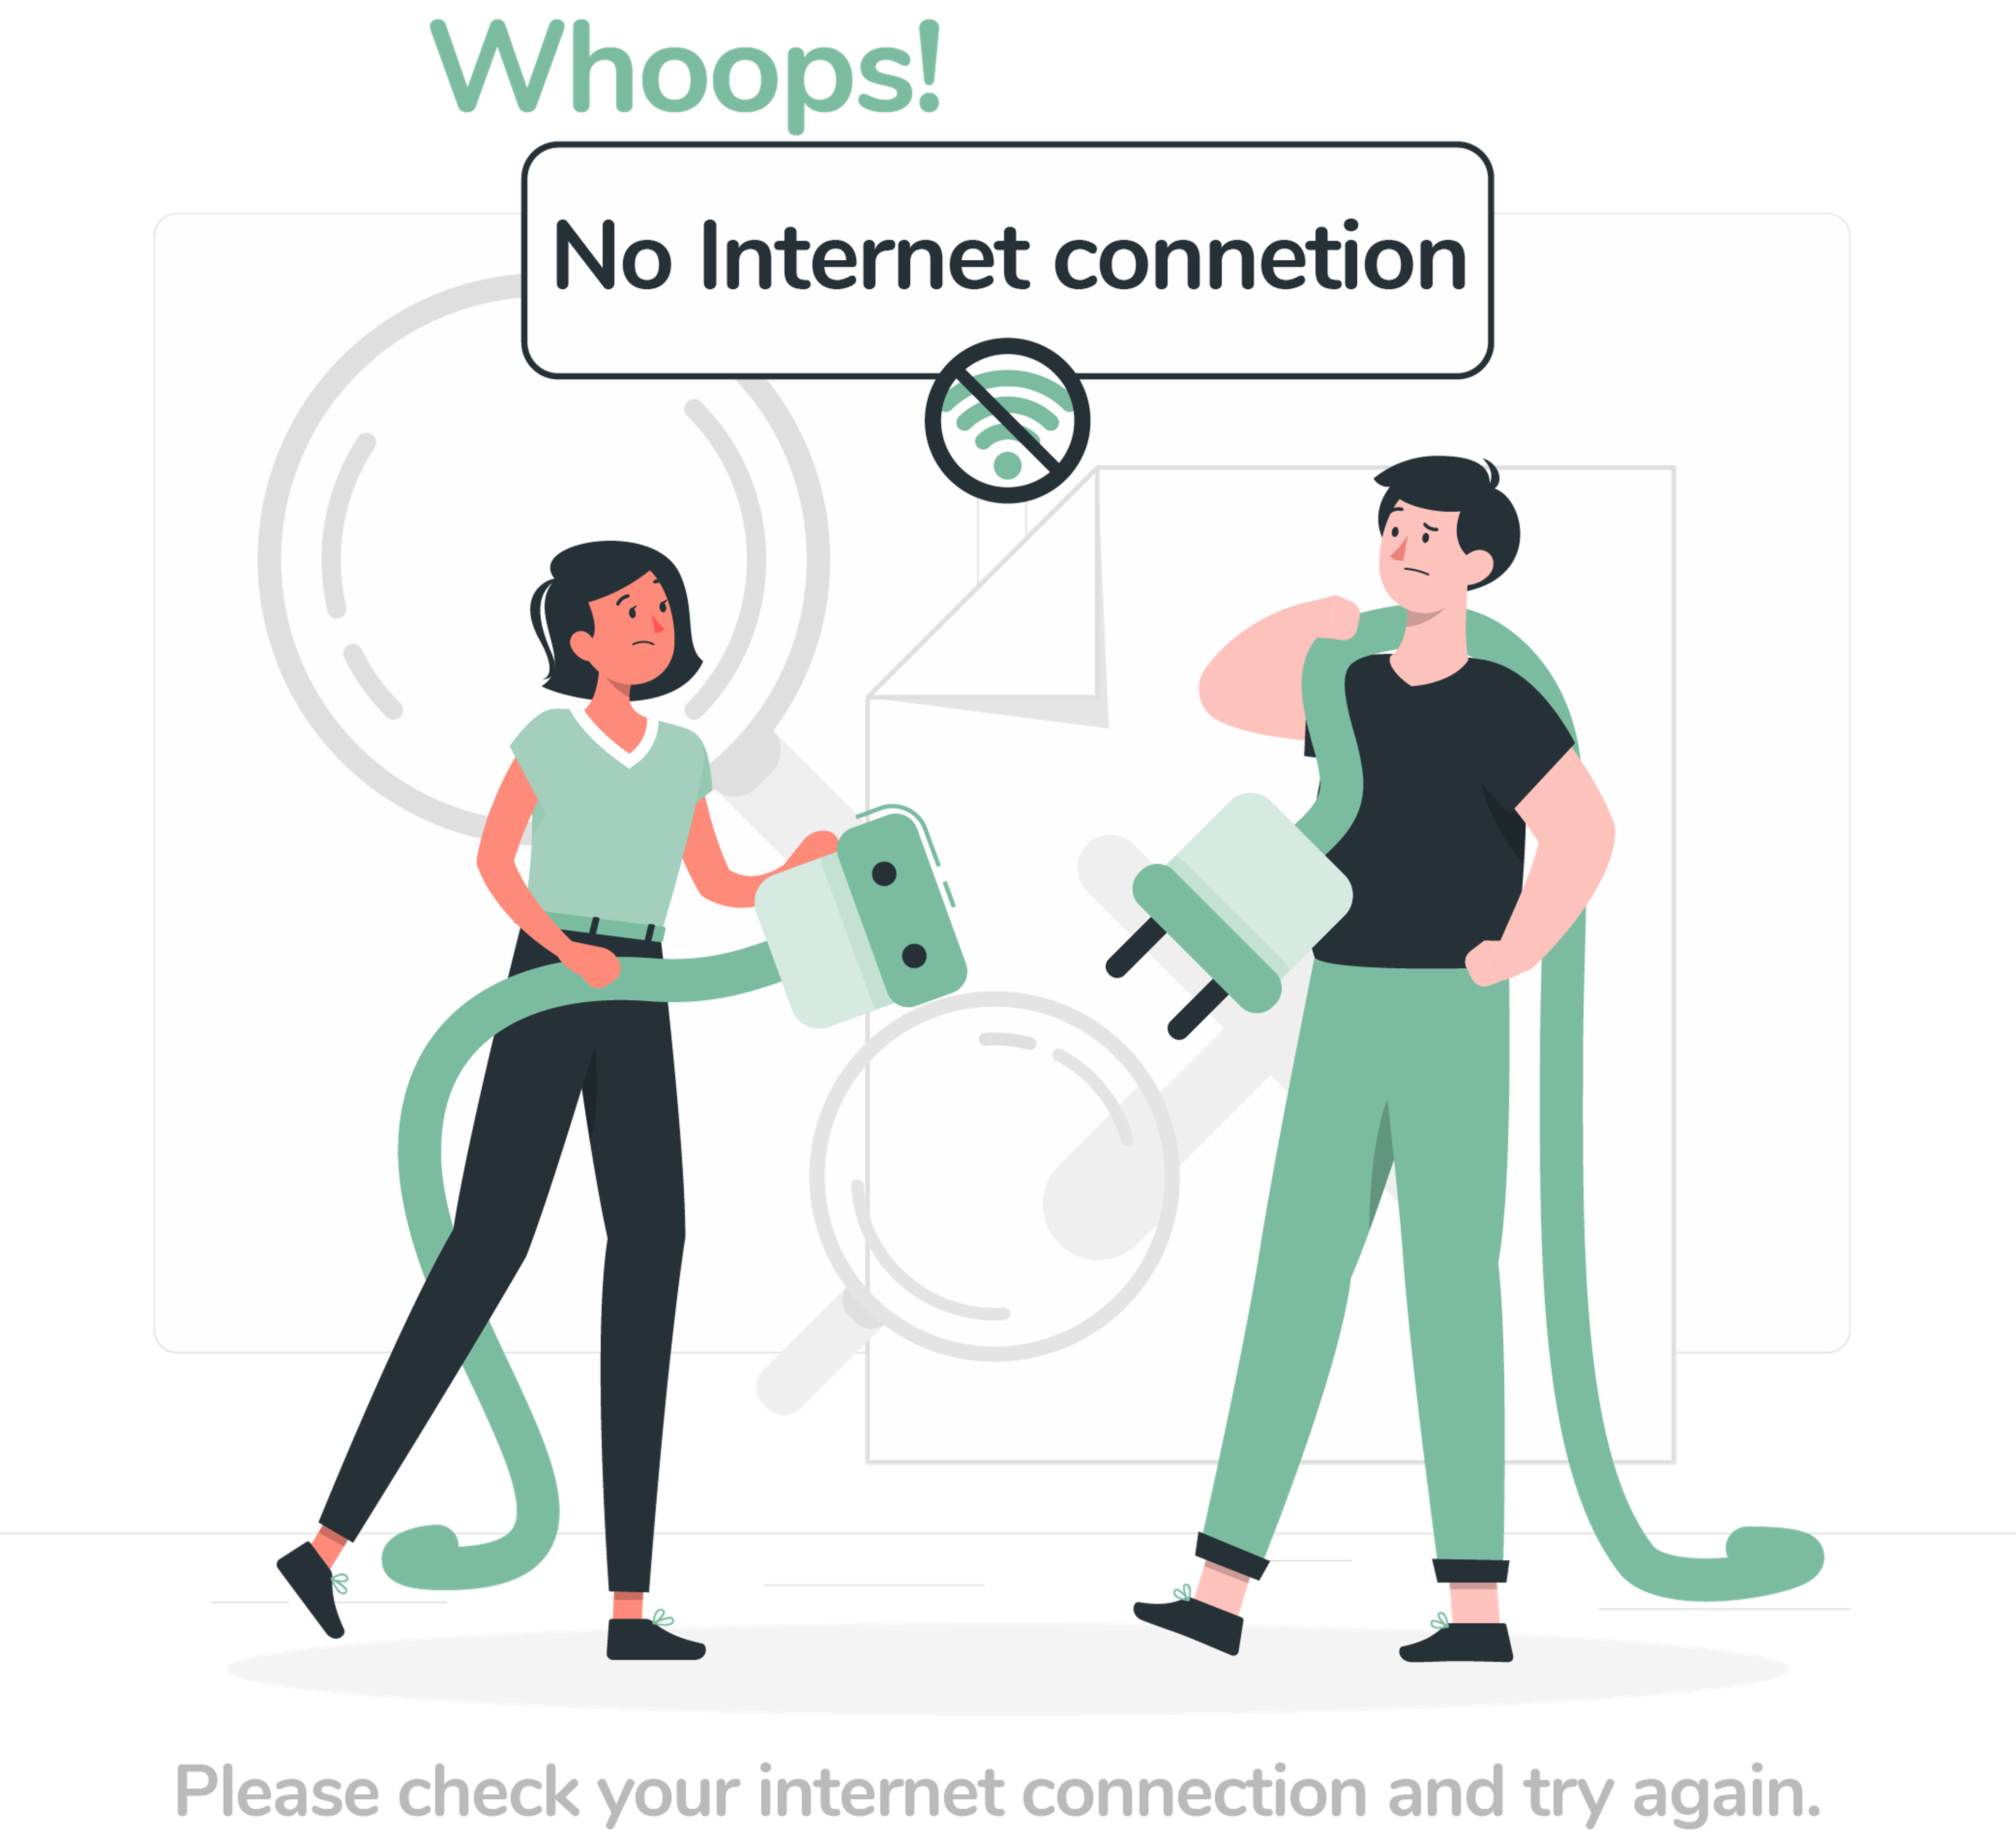 Whoops!
No Internet connetion
Please check your internet connection and try again.